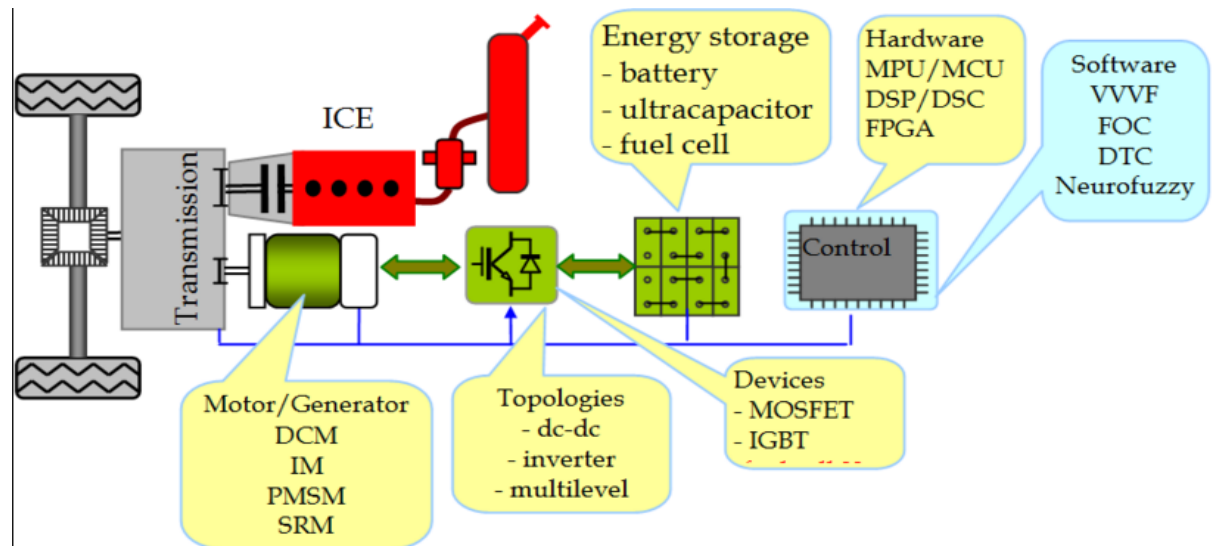 ICE
Energy storage
- battery
- ultracapacitor
- fuel cell
Hardware
MPU/MCU
DSP/DSC
FPGA
Software
VVVF
FOC
DTC
Neurofuzzy
Transmission
Control
Motor/Generator
DCM
IM
PMSM
SRM
Topologies
- dc-dc
- inverter
- multilevel
Devices
- MOSFET
- IGBT